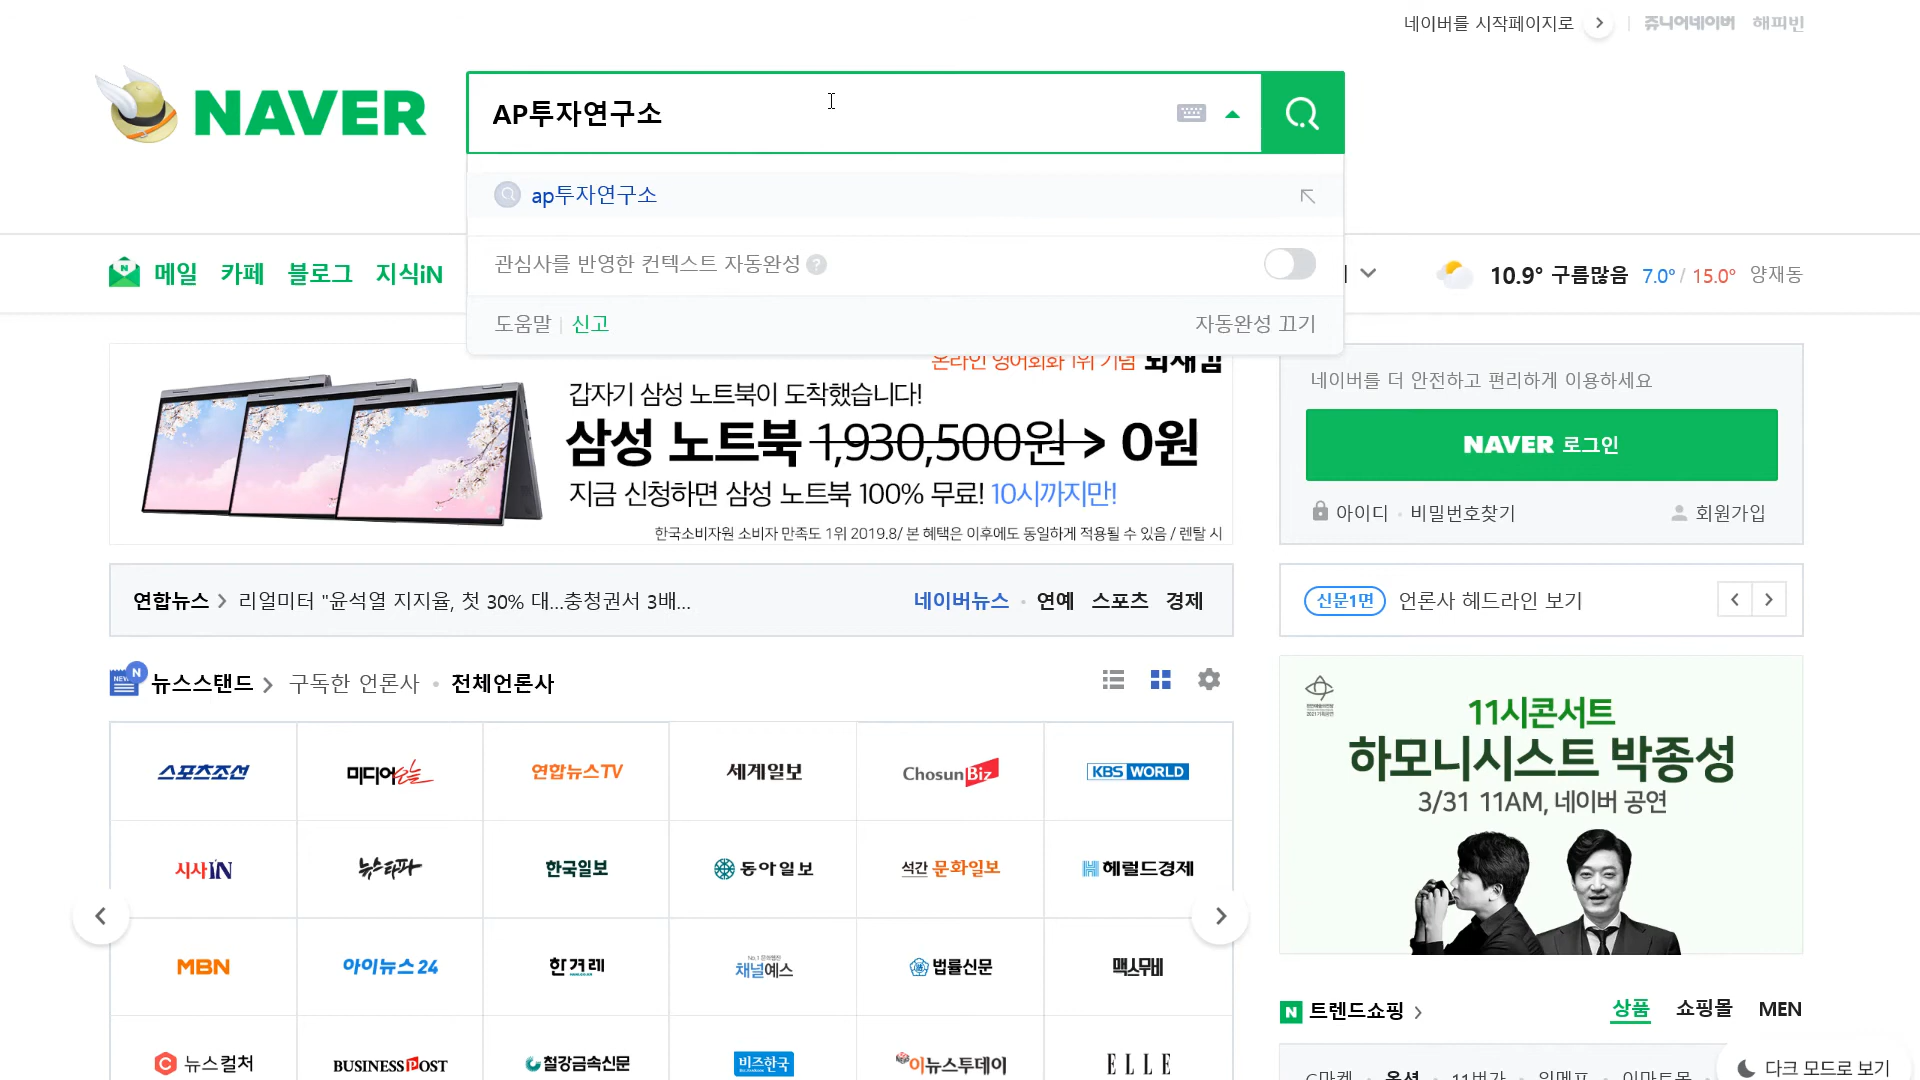 네이버를 시작페이지로
쥬니어네이버 해피빈
NAVER
AP투자연구소
ap투자연구소
관심사를 반영한 컨텍스트 자동완성 ?
도움말 신고 자동완성 끄기
메일 카페 블로그 지식iN
10.9° 구름많음 7.0° / 15.0° 양재동
온라인 영어회화 1위 기념
갑자기 삼성 노트북이 도착했습니다!
삼성 노트북 1,930,500원 > 0원
지금 신청하면 삼성 노트북 100% 무료! 10시까지만!
한국소비자원 소비자 만족도 1위 2019.8/ 본 혜택은 이후에도 동일하게 적용될 수 있음 / 렌탈 시
네이버를 더 안전하고 편리하게 이용하세요
NAVER 로그인
아이디 · 비밀번호찾기 회원가입
연합뉴스 > 리얼미터 "윤석열 지지율, 첫 30% 대...충청권서 3배...
네이버뉴스 · 연예 스포츠 경제
신문1면 언론사 헤드라인 보기
뉴스스탠드 > 구독한 언론사 · 전체언론사
스포츠조선 미디어오늘 연합뉴스TV 세계일보 ChosunBiz KBS WORLD
시사IN 뉴스타파 한국일보 동아일보 석간 문화일보 헤럴드경제
MBN 아이뉴스24 한겨레 채널예스 법률신문 맥스무비
뉴스컬처 BUSINESSPOST 철강금속신문 비즈한국 이뉴스투데이 ELLE
11시콘서트
하모니시스트 박종성
3/31 11AM, 네이버 공연
트렌드쇼핑 >
상품 쇼핑몰 MEN
G마켓 · 옥션 · 11번가 · 위메프 · 이마트몰
다크 모드로 보기